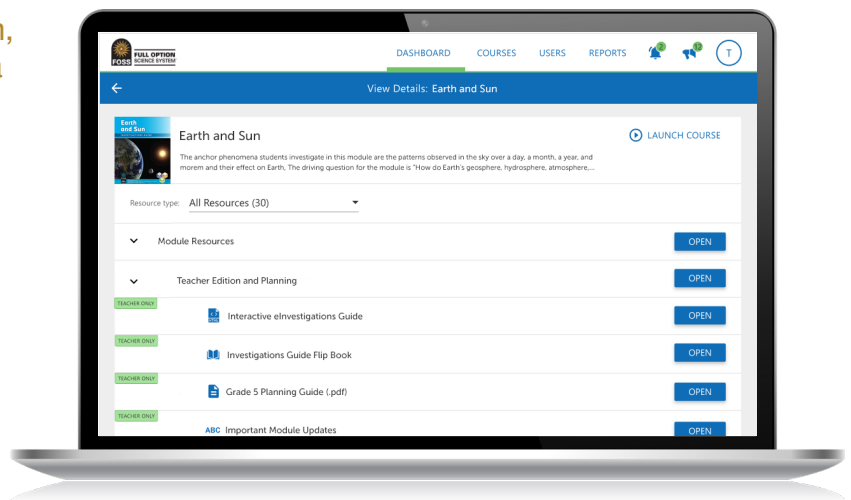 FOSS
FULL OPTION
SCIENCE SYSTEM
DASHBOARD COURSES USERS REPORTS 2 12 T
View Details: Earth and Sun
Earth
and Sun
Earth and Sun
LAUNCH COURSE
The anchor phenomena students investigate in this module are the patterns observed in the sky over a day, a month, a year, and
morem and their effect on Earth, The driving question for the module is "How do Earth's geosphere, hydrosphere, atmosphere,...
Resource type: All Resources (30)
Module Resources OPEN
Teacher Edition and Planning OPEN
TEACHER ONLY
Interactive eInvestigations Guide OPEN
TEACHER ONLY
Investigations Guide Flip Book OPEN
TEACHER ONLY
Grade 5 Planning Guide (.pdf) OPEN
TEACHER ONLY
ABC Important Module Updates OPEN